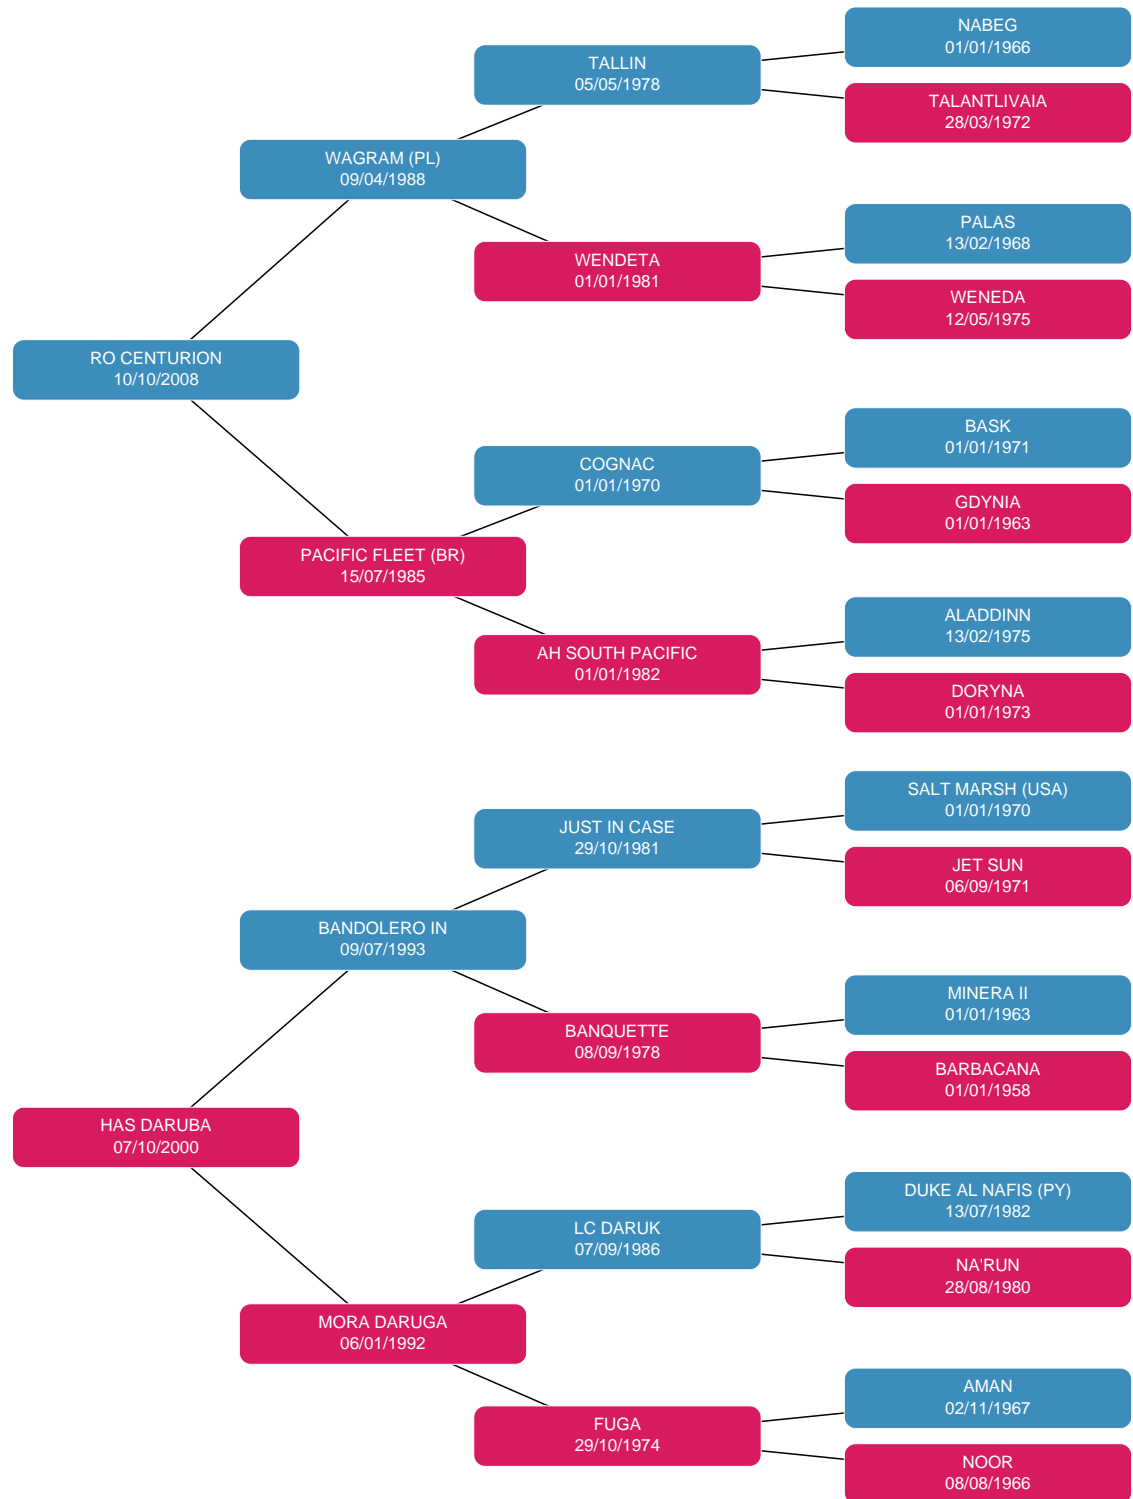 NABEG
01/01/1966
TALLIN
05/05/1978
TALANTLIVAIA
28/03/1972
WAGRAM (PL)
09/04/1988
PALAS
13/02/1968
WENDETA
01/01/1981
WENEDA
12/05/1975
RO CENTURION
10/10/2008
BASK
01/01/1971
COGNAC
01/01/1970
GDYNIA
01/01/1963
PACIFIC FLEET (BR)
15/07/1985
ALADDINN
13/02/1975
AH SOUTH PACIFIC
01/01/1982
DORYNA
01/01/1973
SALT MARSH (USA)
01/01/1970
JUST IN CASE
29/10/1981
JET SUN
06/09/1971
BANDOLERO IN
09/07/1993
MINERA II
01/01/1963
BANQUETTE
08/09/1978
BARBACANA
01/01/1958
HAS DARUBA
07/10/2000
DUKE AL NAFIS (PY)
13/07/1982
LC DARUK
07/09/1986
NA'RUN
28/08/1980
MORA DARUGA
06/01/1992
AMAN
02/11/1967
FUGA
29/10/1974
NOOR
08/08/1966